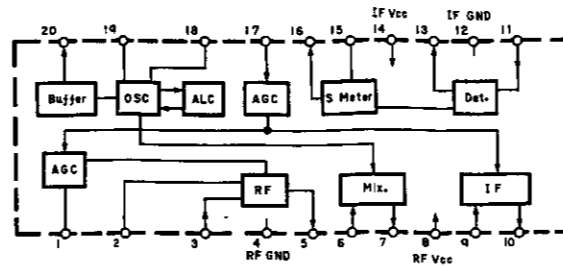 IF Vcc IF GND
20 19 18 17 16 15 14 13 12 11
Buffer OSC ALC AGC S Meter Det.
AGC RF Mix. IF
1 2 3 4 5 6 7 8 9 10
RF GND RF Vcc